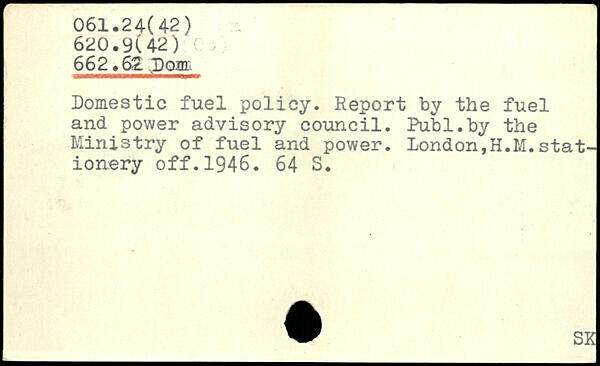 061.24(42)
620.9(42)
662.62 Dom
Domestic fuel policy. Report by the fuel
and power advisory council. Publ.by the
Ministry of fuel and power. London,H.M.stat-
ionery off.1946. 64 S.
SK